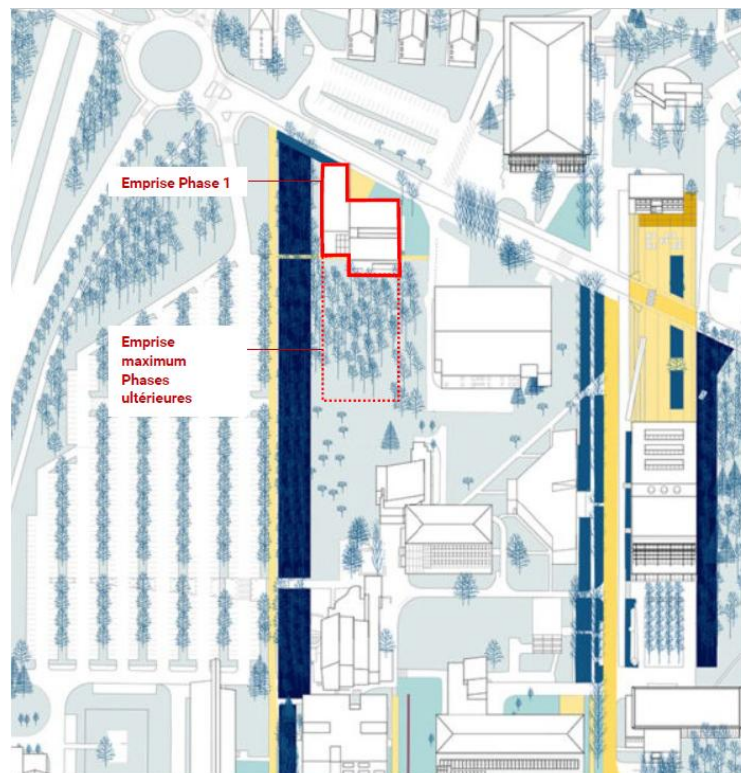 Emprise Phase 1
Emprise
maximum
Phases
ultérieures